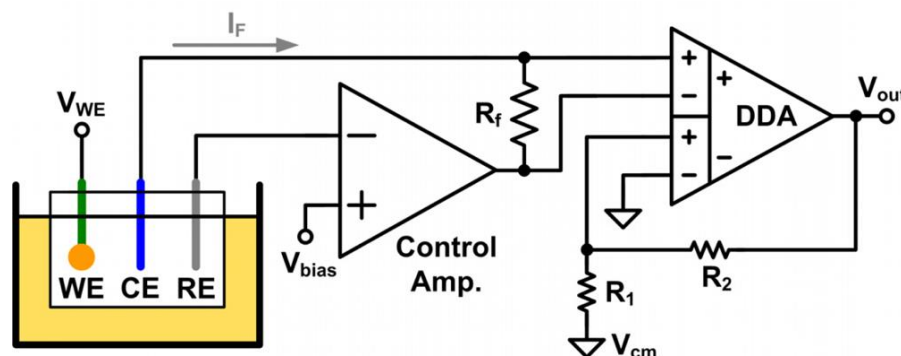 I_F
V_WE
+
−
R_f
+
−
+
DDA
V_out
−
+
−
+
−
V_bias
Control
Amp.
WE CE RE
R_2
R_1
V_cm